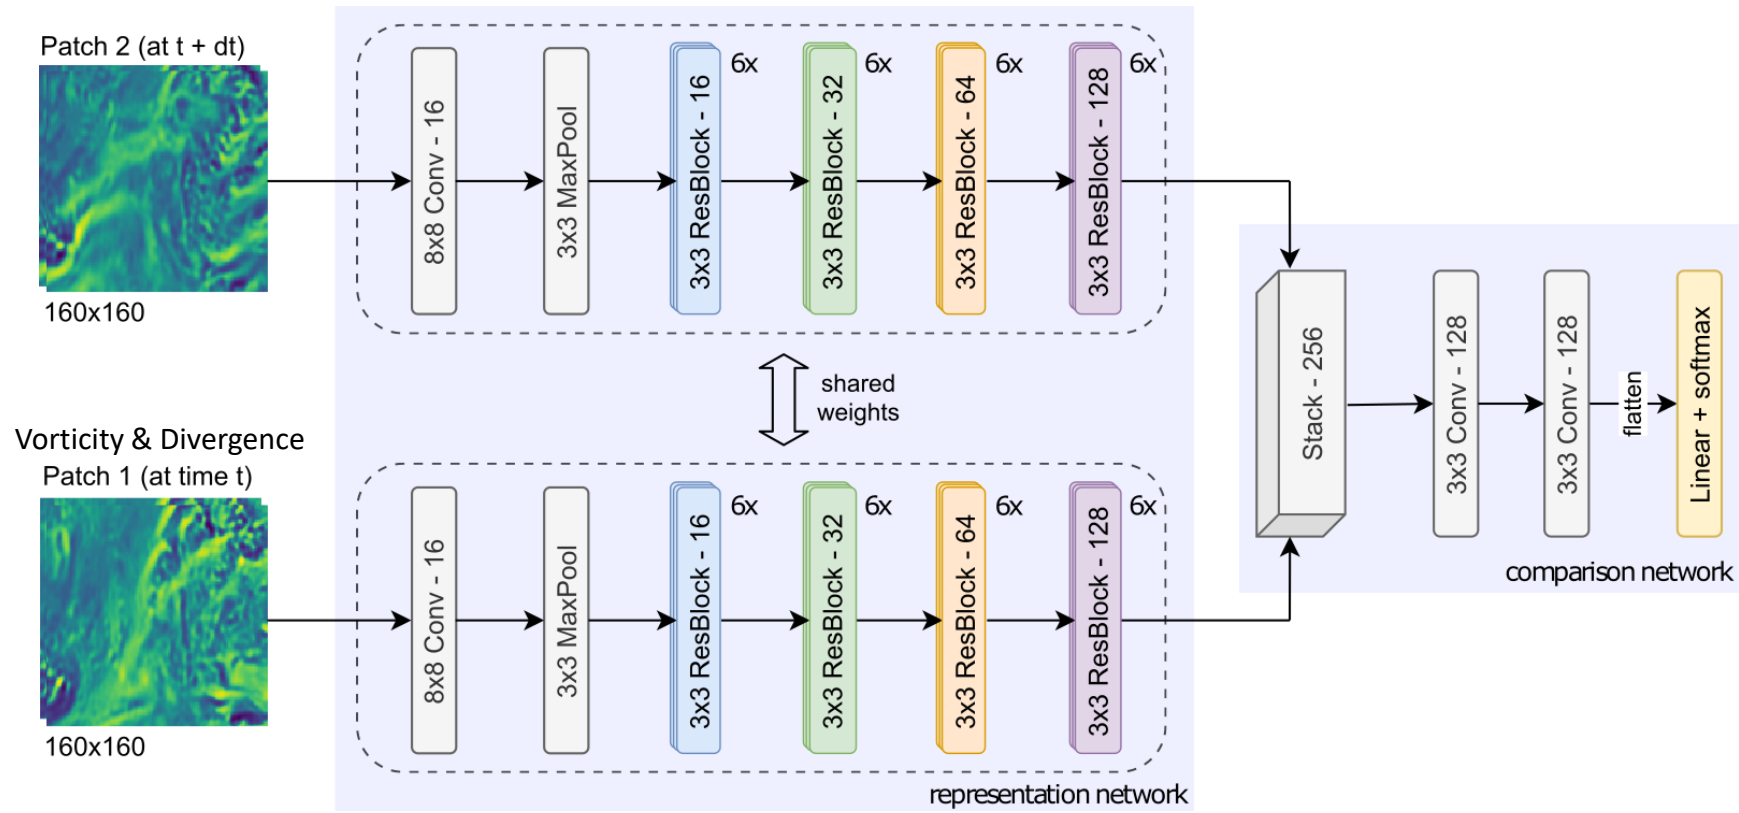 Patch 2 (at t + dt)
160x160
8x8 Conv - 16
3x3 MaxPool
3x3 ResBlock - 16
6x
3x3 ResBlock - 32
6x
3x3 ResBlock - 64
6x
3x3 ResBlock - 128
6x
shared
weights
Vorticity & Divergence
Patch 1 (at time t)
160x160
8x8 Conv - 16
3x3 MaxPool
3x3 ResBlock - 16
6x
3x3 ResBlock - 32
6x
3x3 ResBlock - 64
6x
3x3 ResBlock - 128
6x
representation network
Stack - 256
3x3 Conv - 128
3x3 Conv - 128
flatten
Linear + softmax
comparison network